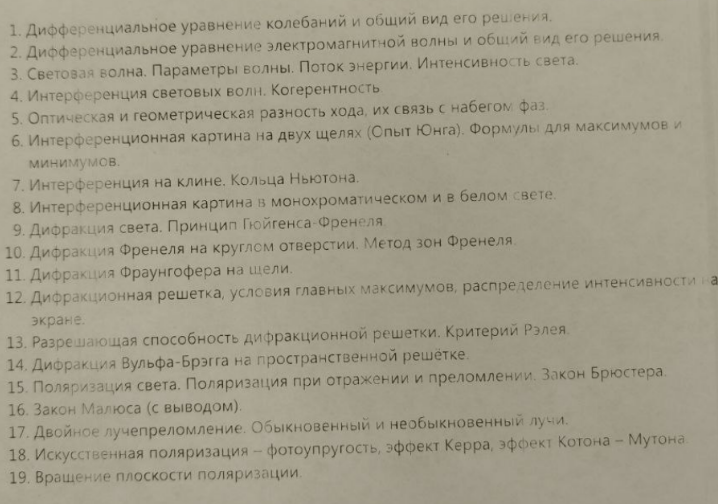 1. Дифференциальное уравнение колебаний и общий вид его решения.
2. Дифференциальное уравнение электромагнитной волны и общий вид его решения.
3. Световая волна. Параметры волны. Поток энергии. Интенсивность света.
4. Интерференция световых волн. Когерентность
5. Оптическая и геометрическая разность хода, их связь с набегом фаз.
6. Интерференционная картина на двух щелях (Опыт Юнга). Формулы для максимумов и
минимумов.
7. Интерференция на клине. Кольца Ньютона.
8. Интерференционная картина в монохроматическом и в белом свете.
9. Дифракция света. Принцип Гюйгенса-Френеля.
10. Дифракция Френеля на круглом отверстии. Метод зон Френеля.
11. Дифракция Фраунгофера на щели.
12. Дифракционная решетка, условия главных максимумов, распределение интенсивности на
экране.
13. Разрешающая способность дифракционной решетки. Критерий Рэлея.
14. Дифракция Вульфа-Брэгга на пространственной решётке.
15. Поляризация света. Поляризация при отражении и преломлении. Закон Брюстера.
16. Закон Малюса (с выводом).
17. Двойное лучепреломление. Обыкновенный и необыкновенный лучи.
18. Искусственная поляризация – фотоупругость, эффект Керра, эффект Котона – Мутона.
19. Вращение плоскости поляризации.